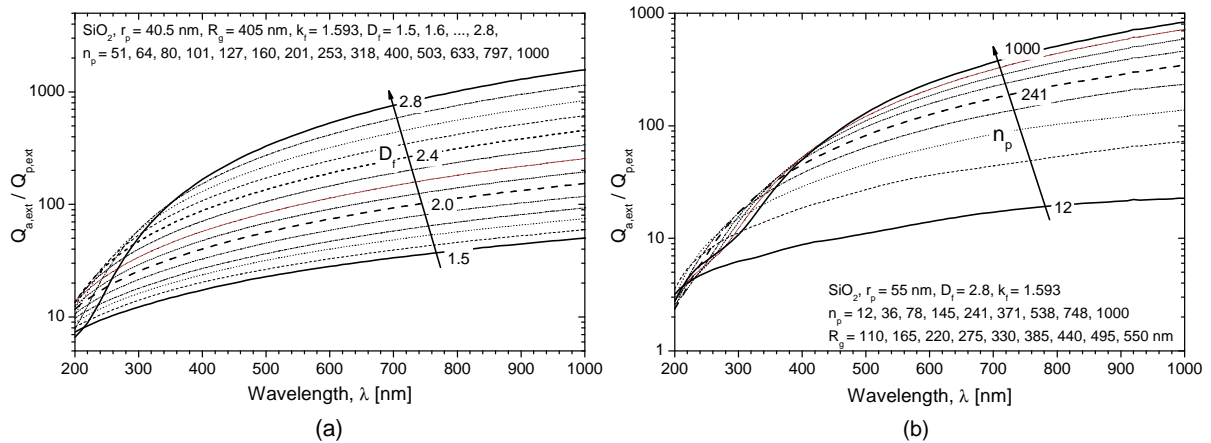 SiO2, rp = 40.5 nm, Rg = 405 nm, kf = 1.593, Df = 1.5, 1.6, ..., 2.8,
np = 51, 64, 80, 101, 127, 160, 201, 253, 318, 400, 503, 633, 797, 1000
1000
100
10
Qa,ext / Qp,ext
2.8
Df
2.4
2.0
1.5
200 300 400 500 600 700 800 900 1000
Wavelength, λ [nm]
(a)
1000
100
10
1
Qa,ext / Qp,ext
1000
241
np
12
SiO2, rp = 55 nm, Df = 2.8, kf = 1.593
np = 12, 36, 78, 145, 241, 371, 538, 748, 1000
Rg = 110, 165, 220, 275, 330, 385, 440, 495, 550 nm
200 300 400 500 600 700 800 900 1000
Wavelength, λ [nm]
(b)